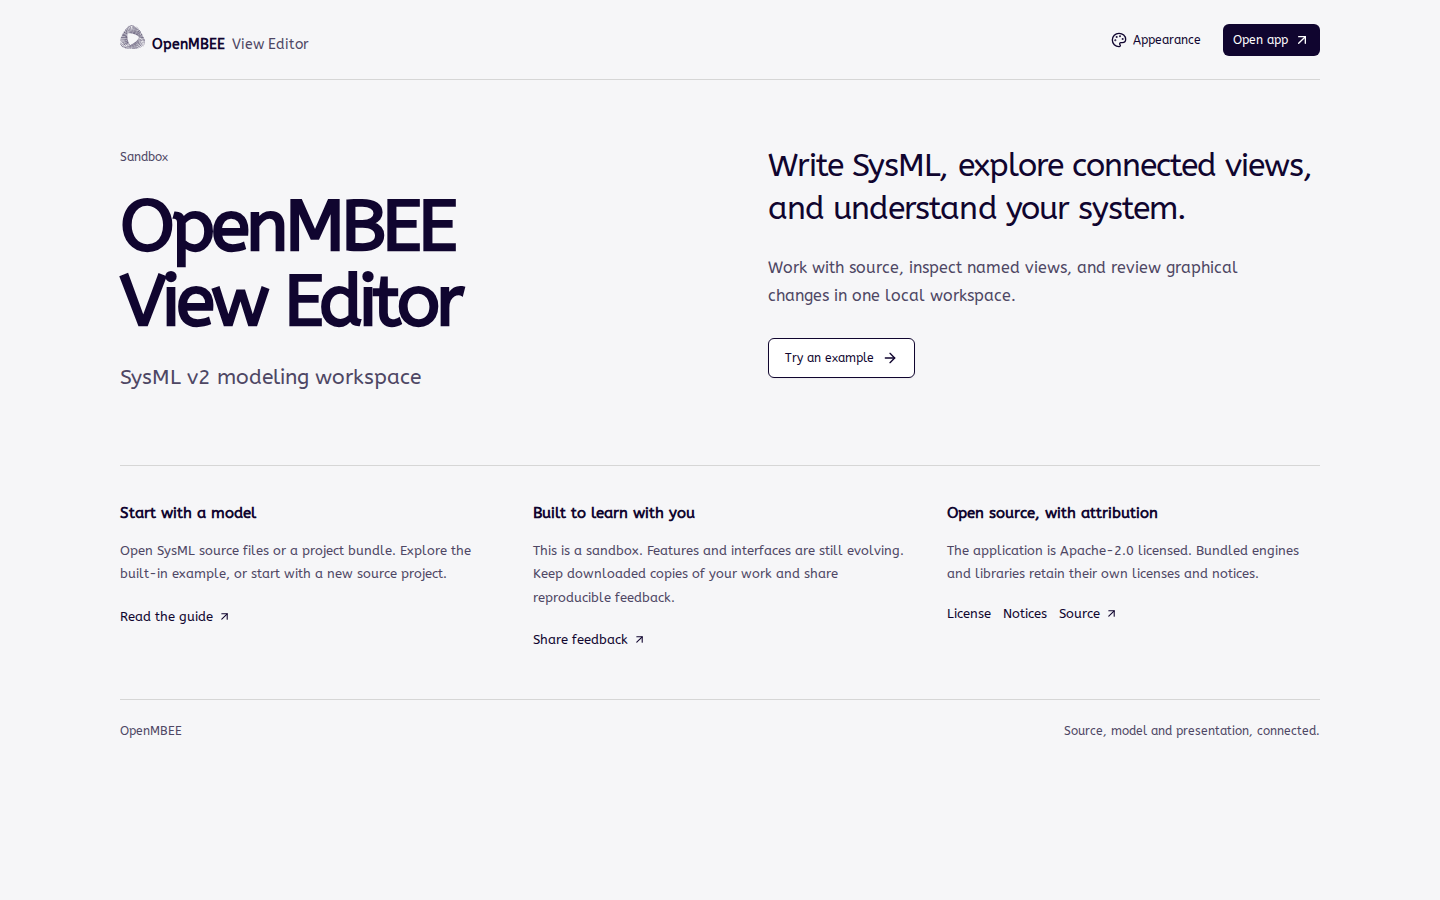 OpenMBEE View Editor
Appearance
Open app
Sandbox
OpenMBEE
View Editor
SysML v2 modeling workspace
Write SysML, explore connected views,
and understand your system.
Work with source, inspect named views, and review graphical
changes in one local workspace.
Try an example
Start with a model
Open SysML source files or a project bundle. Explore the
built-in example, or start with a new source project.
Read the guide
Built to learn with you
This is a sandbox. Features and interfaces are still evolving.
Keep downloaded copies of your work and share
reproducible feedback.
Share feedback
Open source, with attribution
The application is Apache-2.0 licensed. Bundled engines
and libraries retain their own licenses and notices.
License Notices Source
OpenMBEE
Source, model and presentation, connected.